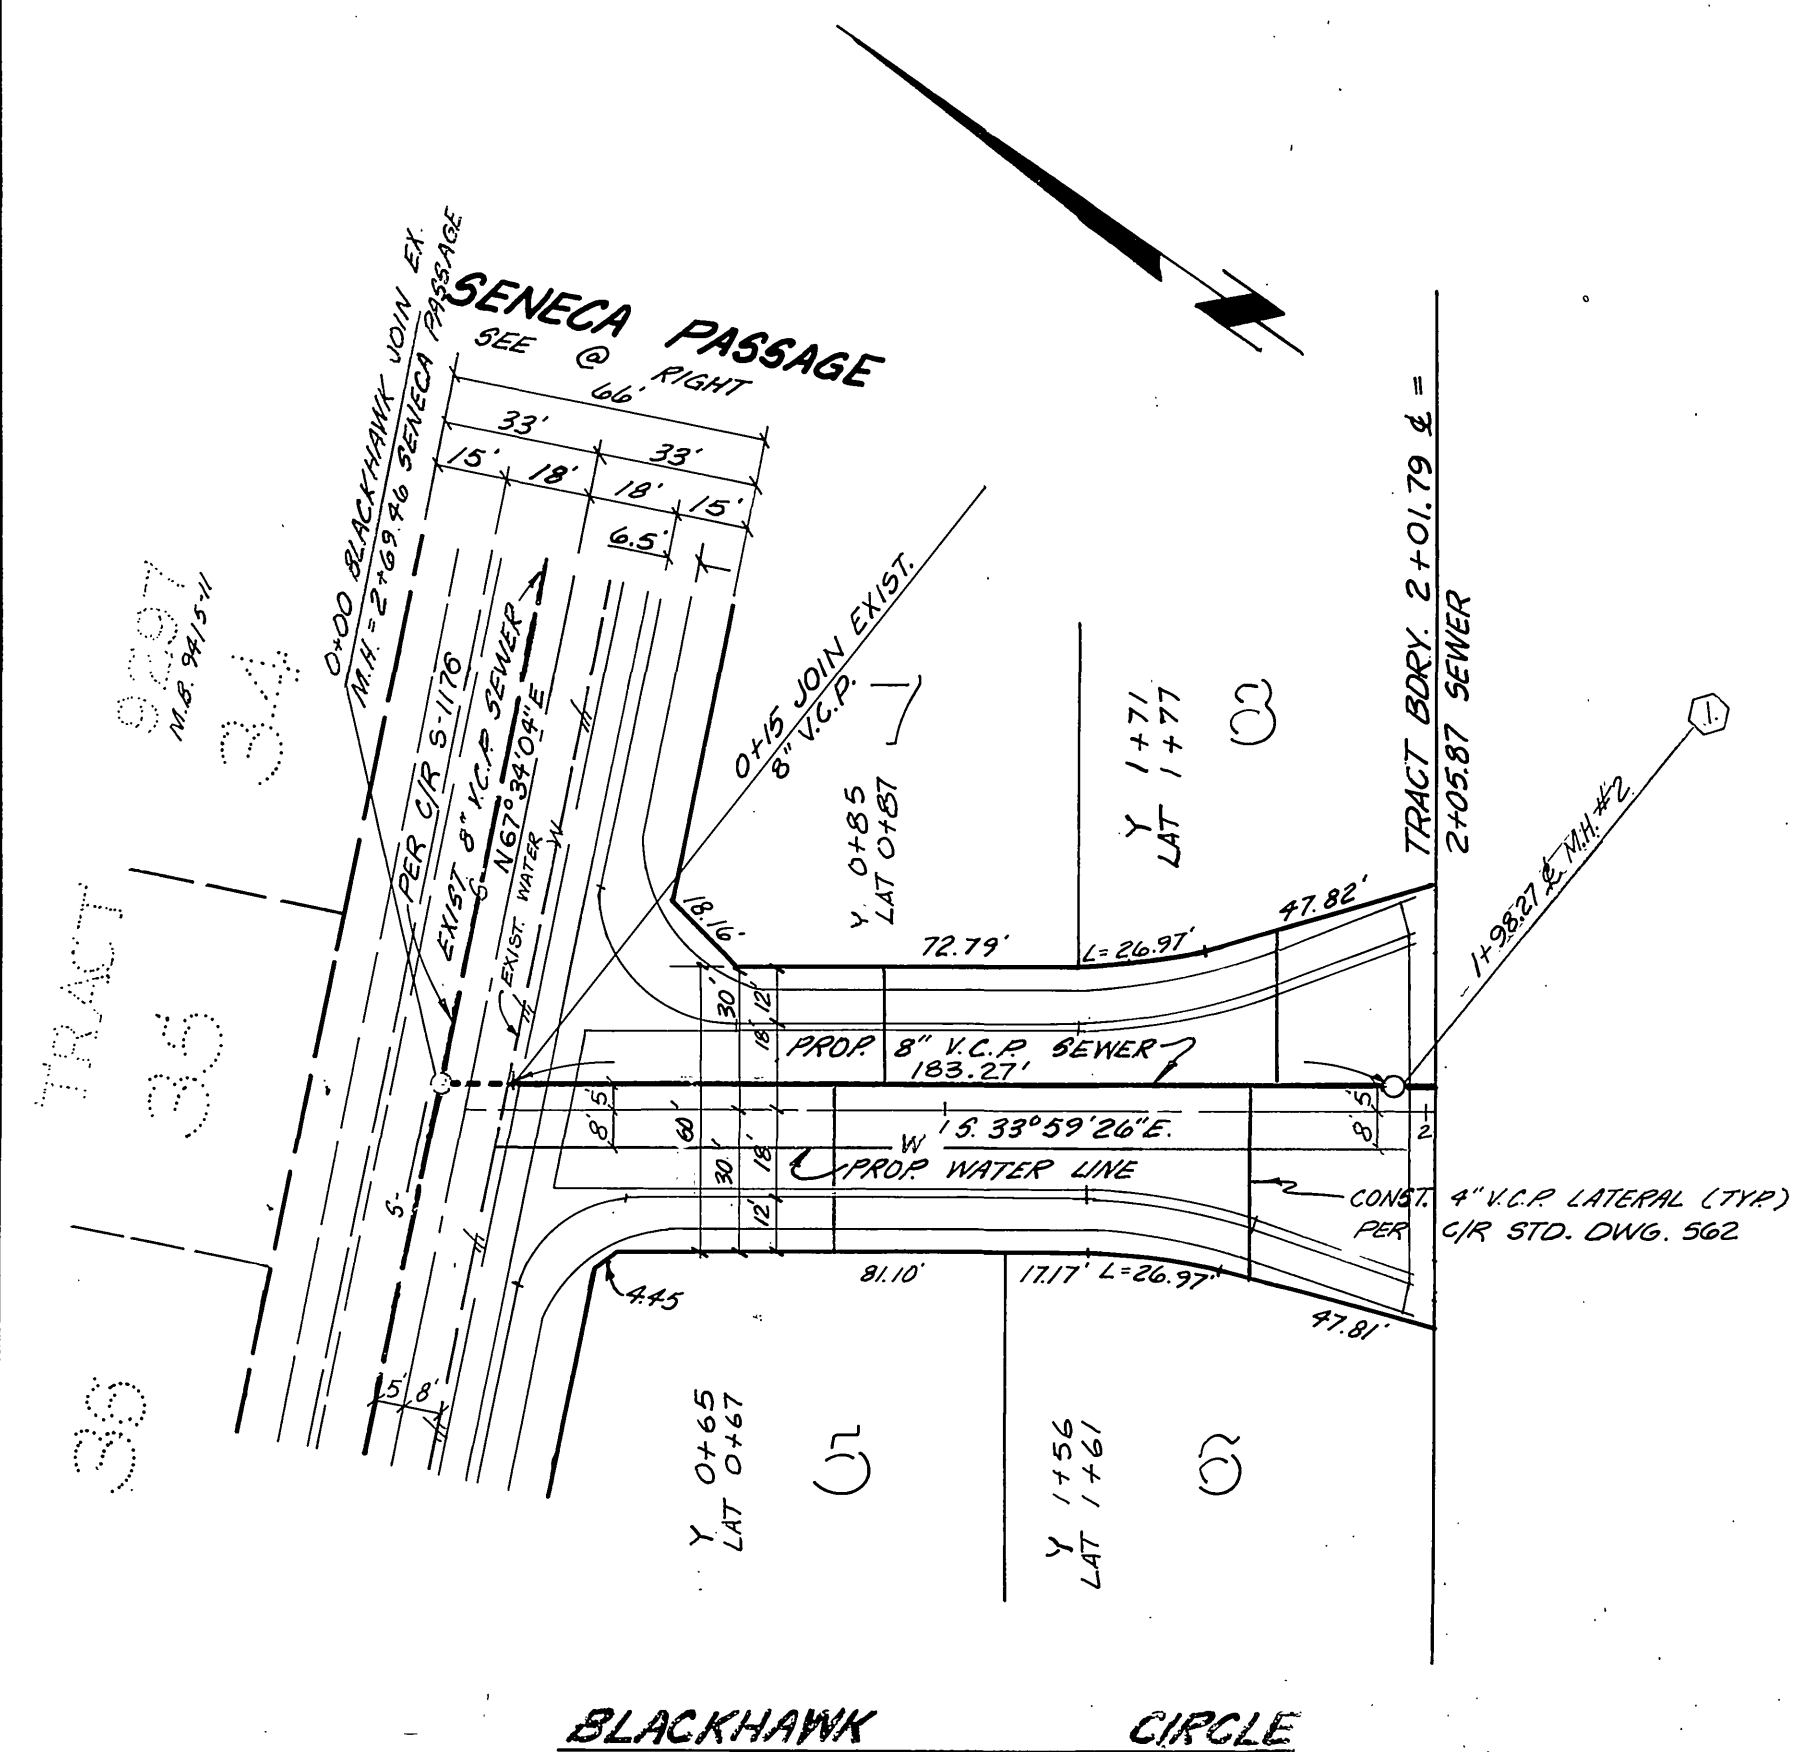 0+00 BLACKHAWK JOIN EX.
M.H. = 2+69.46 SENECA PASSAGE
SENECA PASSAGE
SEE @ RIGHT
66'
33'
33'
15'
18'
18'
15'
6.5'
9297
M.B. 94/5-11
34
TRACT
35
36
PER C/R S-1176
EXIST. 8" V.C.P. SEWER
S
N67°34'04"E
EXIST. WATER
W
EXIST. WATER
0+15 JOIN EXIST.
8" V.C.P.
Y 0+85
LAT 0+87
7
Y 1+71
LAT 1+77
8
TRACT BDRY. 2+01.79 ℄ =
2+05.87 SEWER
1.
1+98.27 ℄ M.H. #2
18.16'
72.79'
L=26.97'
47.82'
30'
12'
18'
PROP. 8" V.C.P. SEWER
183.27'
5'
8'
60'
30'
18'
12'
5'
8'
2
1
S. 33°59'26"E.
W
PROP. WATER LINE
CONST. 4" V.C.P. LATERAL (TYP.)
PER C/R STD. DWG. 562
S
4.45
81.10'
17.17'
L=26.97'
47.81'
5'
8'
Y 0+65
LAT 0+67
Y 1+56
LAT 1+61
BLACKHAWK CIRCLE